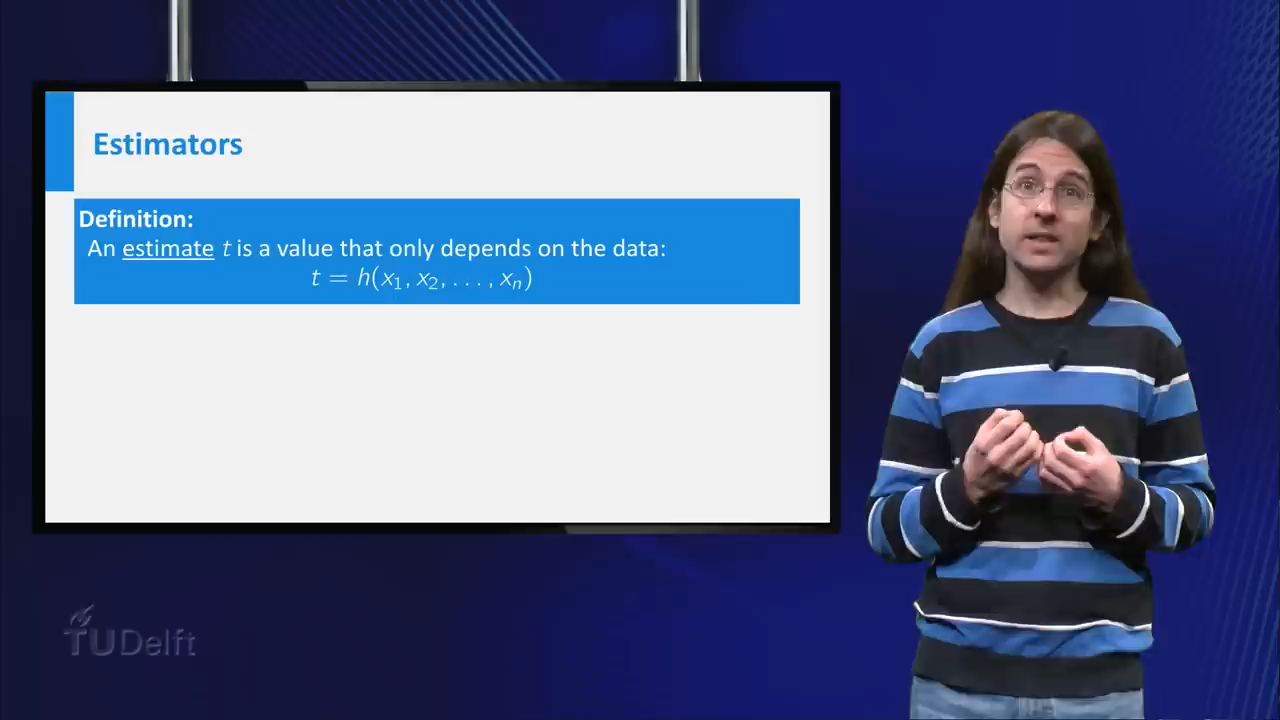 Estimators
Definition:
An estimate t is a value that only depends on the data:
t = h(x₁, x₂, . . . , xₙ)
TUDelft